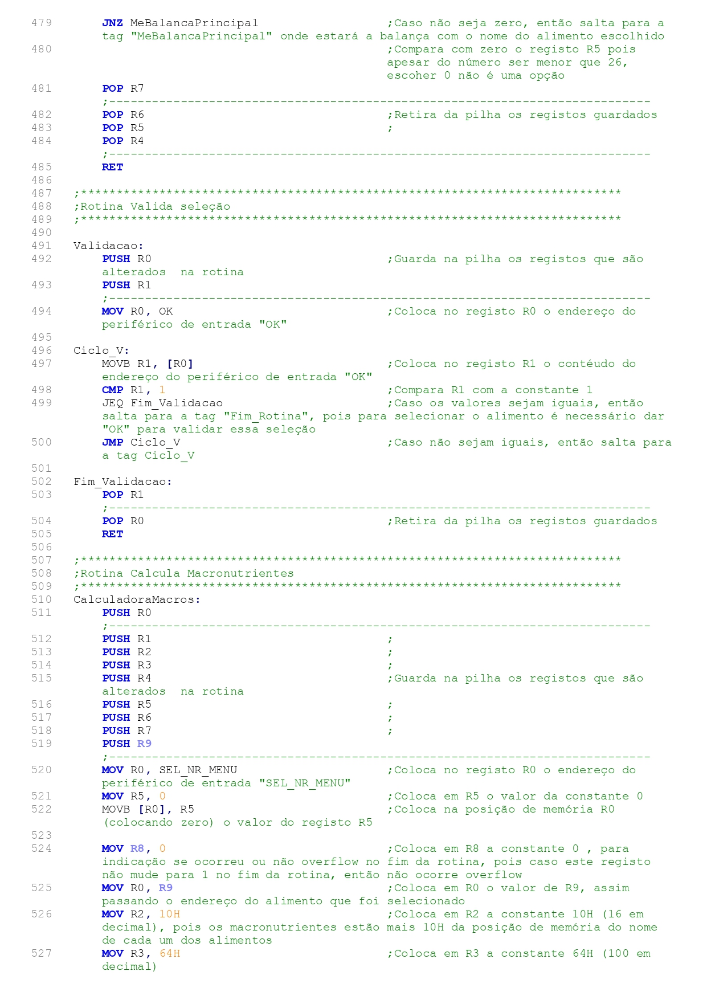 479 JNZ MeBalancaPrincipal ;Caso não seja zero, então salta para a
tag "MeBalancaPrincipal" onde estará a balança com o nome do alimento escolhido
480 ;Compara com zero o registo R5 pois
apesar do número ser menor que 26,
escoher 0 não é uma opção
481 POP R7
;----------------------------------------------------------------------------
482 POP R6 ;Retira da pilha os registos guardados
483 POP R5 ;
484 POP R4
;----------------------------------------------------------------------------
485 RET
486
487 ;****************************************************************************
488 ;Rotina Valida seleção
489 ;****************************************************************************
490
491 Validacao:
492 PUSH R0 ;Guarda na pilha os registos que são
alterados  na rotina
493 PUSH R1
;----------------------------------------------------------------------------
494 MOV R0, OK ;Coloca no registo R0 o endereço do
periférico de entrada "OK"
495
496 Ciclo_V:
497 MOVB R1, [R0] ;Coloca no registo R1 o contéudo do
endereço do periférico de entrada "OK"
498 CMP R1, 1 ;Compara R1 com a constante 1
499 JEQ Fim_Validacao ;Caso os valores sejam iguais, então
salta para a tag "Fim_Rotina", pois para selecionar o alimento é necessário dar
"OK" para validar essa seleção
500 JMP Ciclo_V ;Caso não sejam iguais, então salta para
a tag Ciclo_V
501
502 Fim_Validacao:
503 POP R1
;----------------------------------------------------------------------------
504 POP R0 ;Retira da pilha os registos guardados
505 RET
506
507 ;****************************************************************************
508 ;Rotina Calcula Macronutrientes
509 ;****************************************************************************
510 CalculadoraMacros:
511 PUSH R0
;----------------------------------------------------------------------------
512 PUSH R1 ;
513 PUSH R2 ;
514 PUSH R3 ;
515 PUSH R4 ;Guarda na pilha os registos que são
alterados  na rotina
516 PUSH R5 ;
517 PUSH R6 ;
518 PUSH R7 ;
519 PUSH R9
;----------------------------------------------------------------------------
520 MOV R0, SEL_NR_MENU ;Coloca no registo R0 o endereço do
periférico de entrada "SEL_NR_MENU"
521 MOV R5, 0 ;Coloca em R5 o valor da constante 0
522 MOVB [R0], R5 ;Coloca na posição de memória R0
(colocando zero) o valor do registo R5
523
524 MOV R8, 0 ;Coloca em R8 a constante 0 , para
indicação se ocorreu ou não overflow no fim da rotina, pois caso este registo
não mude para 1 no fim da rotina, então não ocorre overflow
525 MOV R0, R9 ;Coloca em R0 o valor de R9, assim
passando o endereço do alimento que foi selecionado
526 MOV R2, 10H ;Coloca em R2 a constante 10H (16 em
decimal), pois os macronutrientes estão mais 10H da posição de memória do nome
de cada um dos alimentos
527 MOV R3, 64H ;Coloca em R3 a constante 64H (100 em
decimal)